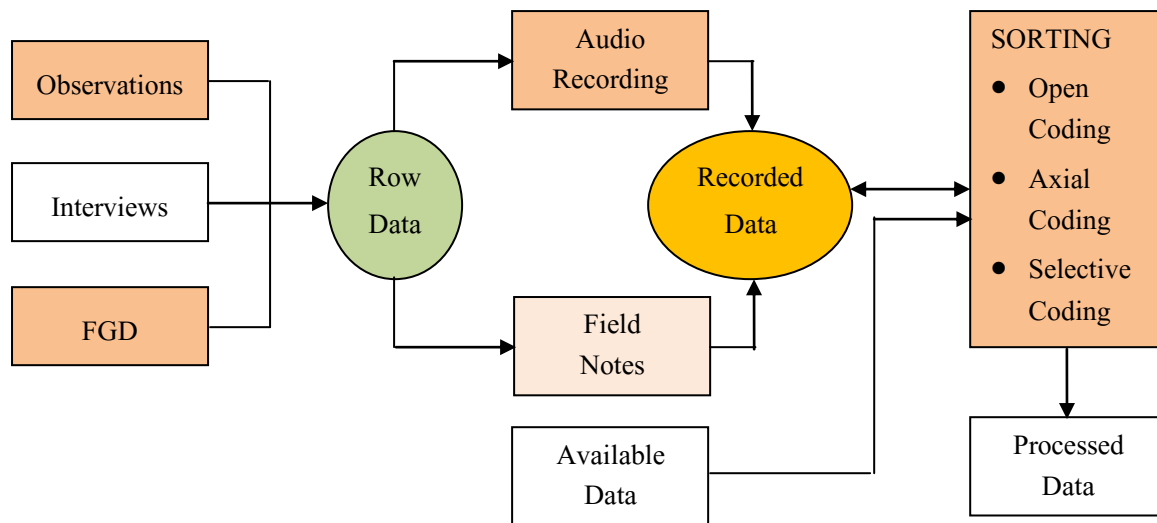 Observations
Interviews
FGD
Row
Data
Audio
Recording
Field
Notes
Available
Data
Recorded
Data
SORTING
● Open
Coding
● Axial
Coding
● Selective
Coding
Processed
Data